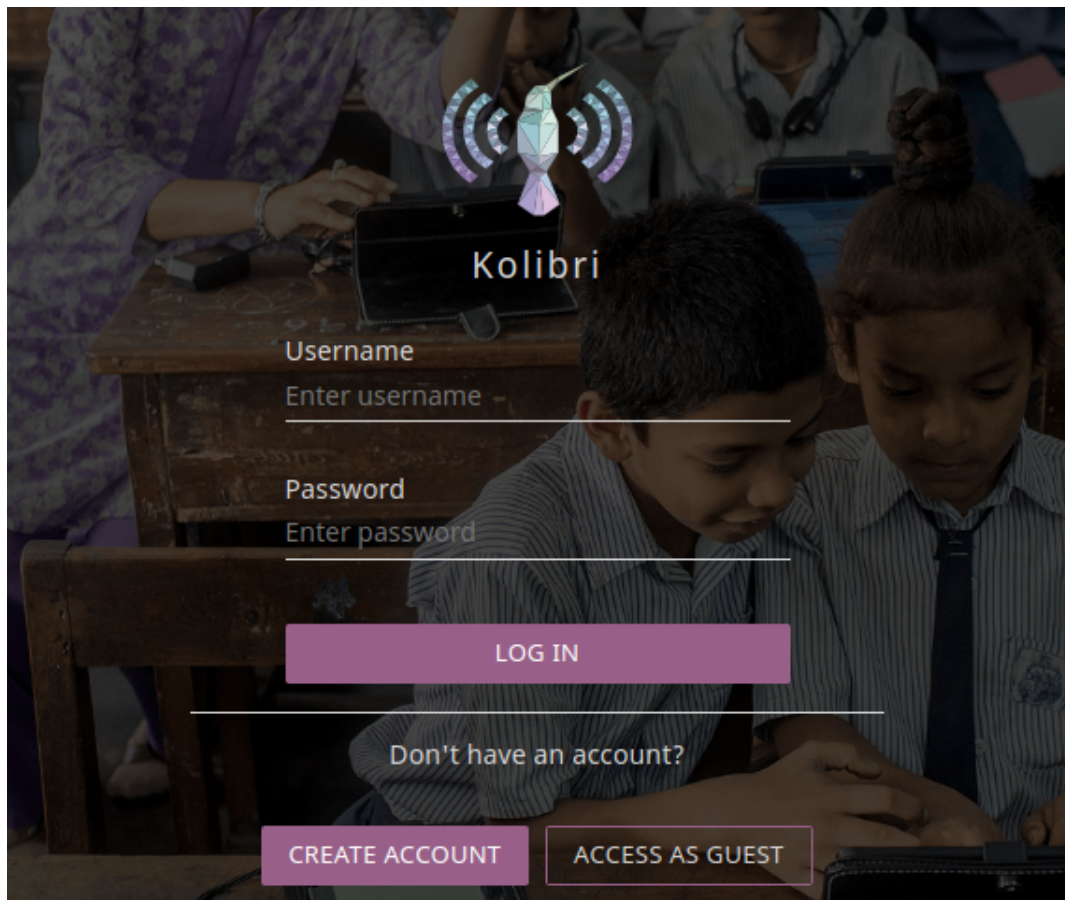 Kolibri
Username
Enter username
Password
Enter password
LOG IN
Don't have an account?
CREATE ACCOUNT
ACCESS AS GUEST